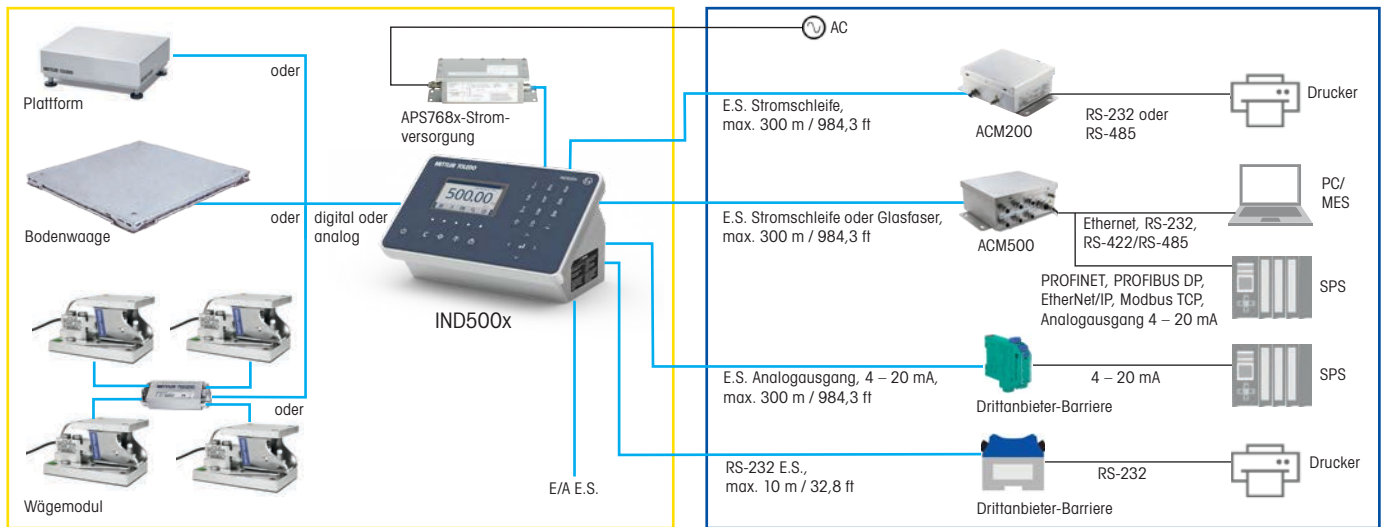 AC
oder
Plattform
APS768x-Strom-
versorgung
E.S. Stromschleife,
max. 300 m / 984,3 ft
ACM200
RS-232 oder
RS-485
Drucker
METTLER TOLEDO
500.00
Bodenwaage
oder
digital oder
analog
IND500x
E.S. Stromschleife oder Glasfaser,
max. 300 m / 984,3 ft
ACM500
Ethernet, RS-232,
RS-422/RS-485
PC/
MES
PROFINET, PROFIBUS DP,
EtherNet/IP, Modbus TCP,
Analogausgang 4 – 20 mA
SPS
METTLER TOLEDO
oder
Wägemodul
E/A E.S.
E.S. Analogausgang, 4 – 20 mA,
max. 300 m / 984,3 ft
Drittanbieter-Barriere
4 – 20 mA
SPS
RS-232 E.S.,
max. 10 m / 32,8 ft
Drittanbieter-Barriere
RS-232
Drucker